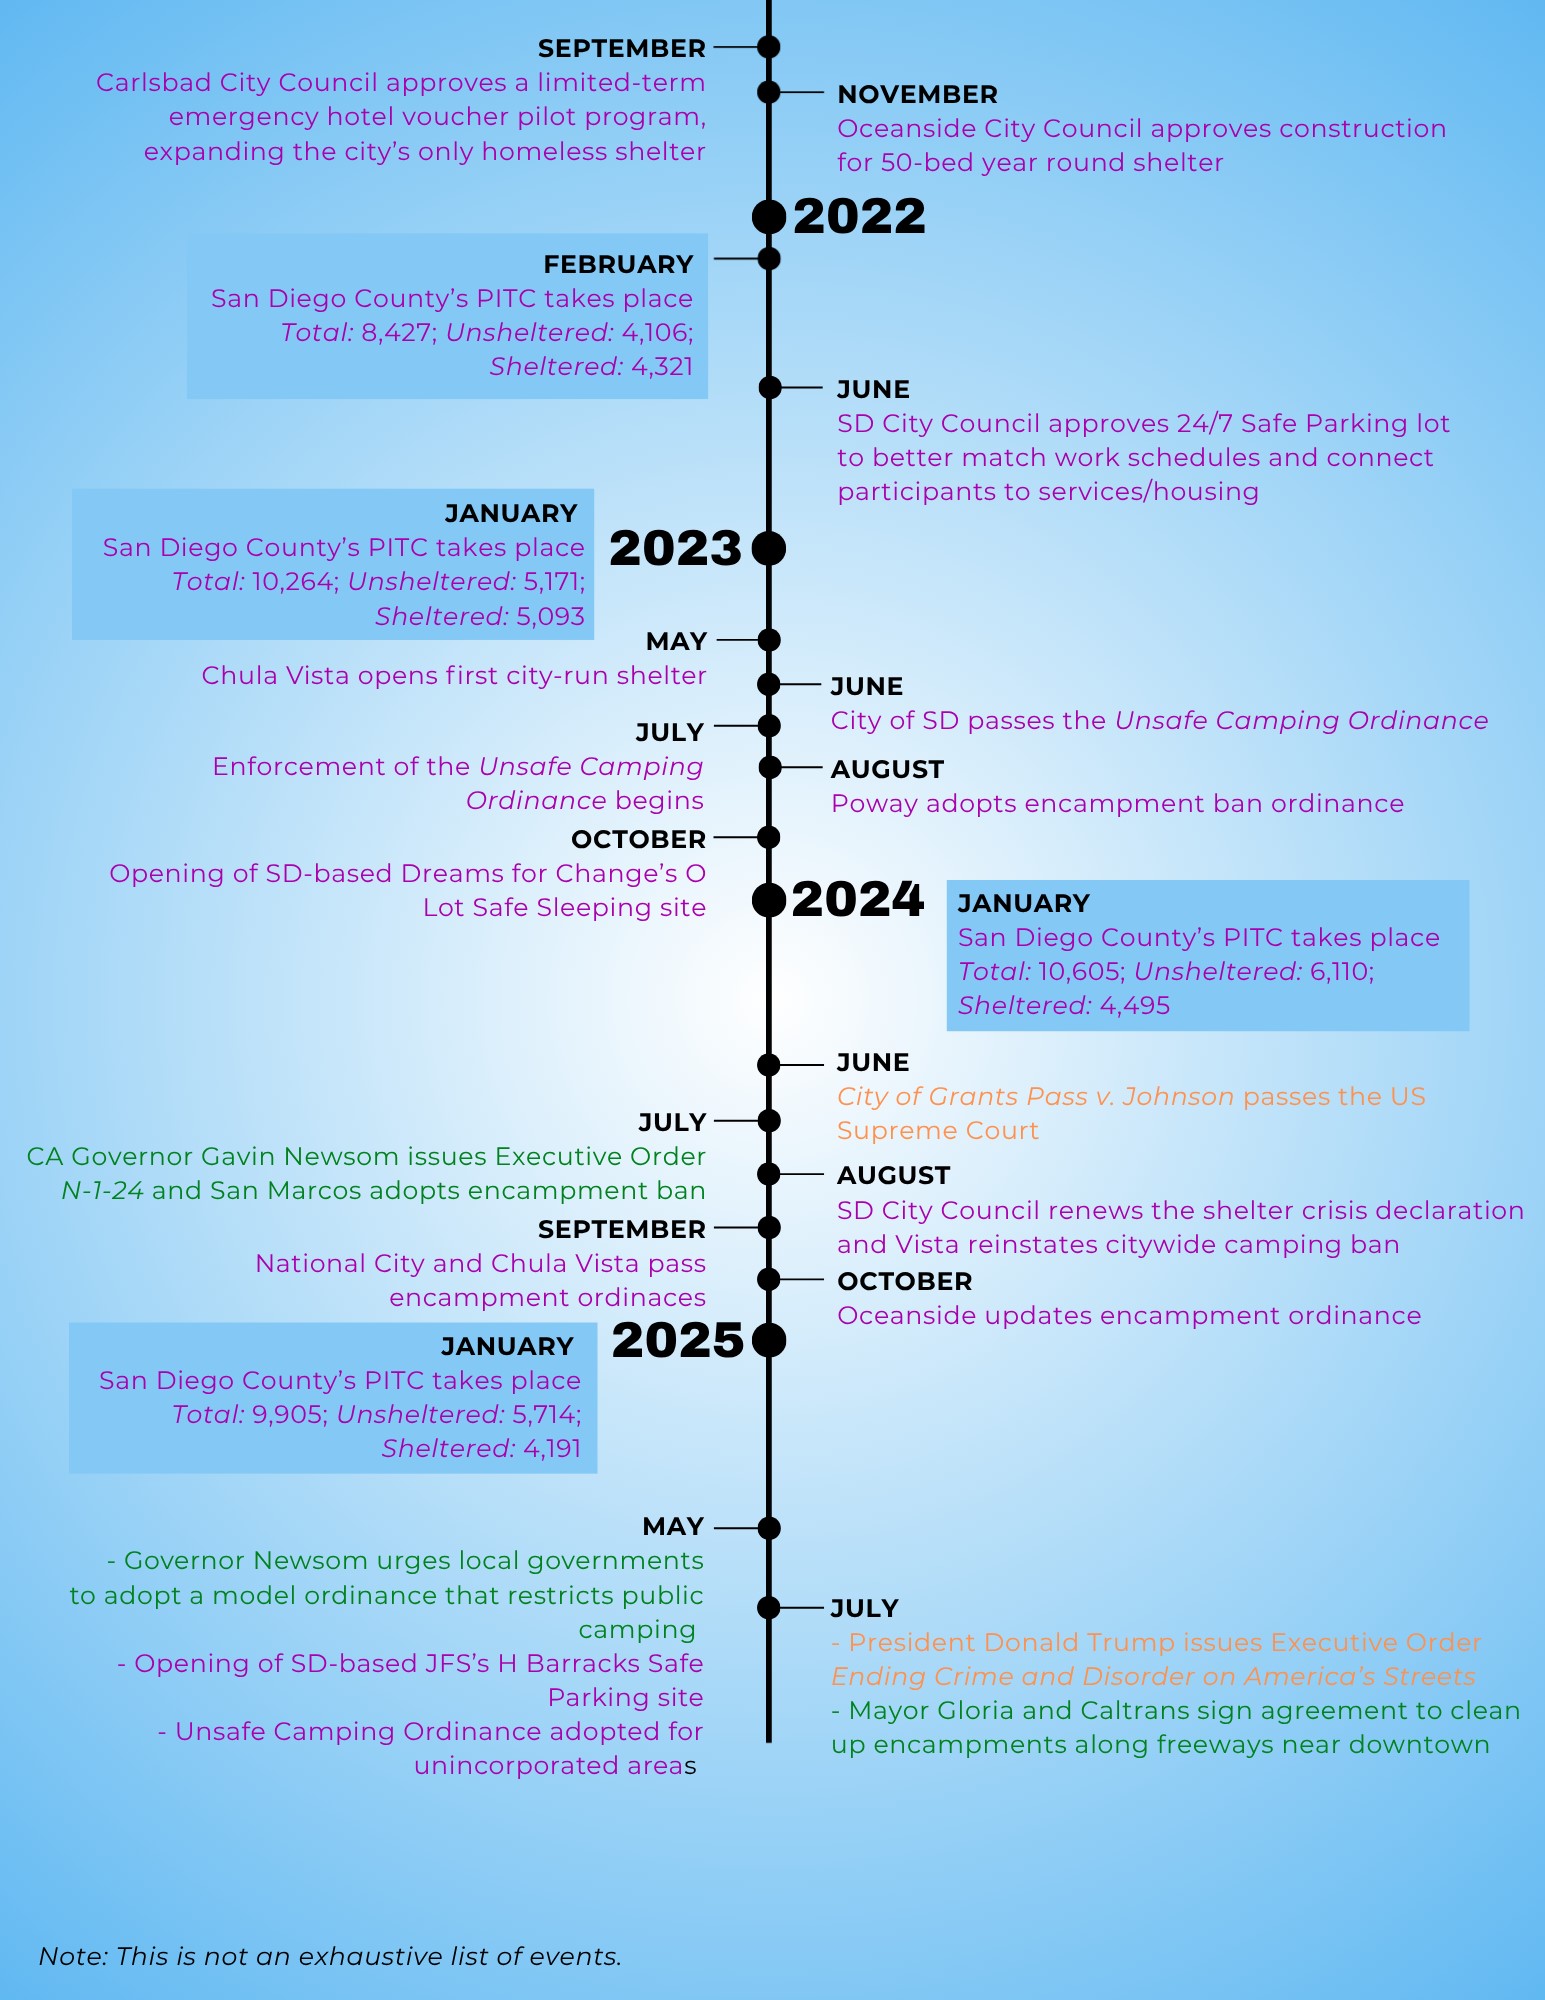 SEPTEMBER
Carlsbad City Council approves a limited-term
emergency hotel voucher pilot program,
expanding the city’s only homeless shelter
NOVEMBER
Oceanside City Council approves construction
for 50-bed year round shelter
2022
FEBRUARY
San Diego County’s PITC takes place
Total: 8,427; Unsheltered: 4,106;
Sheltered: 4,321
JUNE
SD City Council approves 24/7 Safe Parking lot
to better match work schedules and connect
participants to services/housing
2023
JANUARY
San Diego County’s PITC takes place
Total: 10,264; Unsheltered: 5,171;
Sheltered: 5,093
MAY
Chula Vista opens first city-run shelter
JUNE
City of SD passes the Unsafe Camping Ordinance
JULY
Enforcement of the Unsafe Camping
Ordinance begins
AUGUST
Poway adopts encampment ban ordinance
OCTOBER
Opening of SD-based Dreams for Change’s O
Lot Safe Sleeping site
2024
JANUARY
San Diego County’s PITC takes place
Total: 10,605; Unsheltered: 6,110;
Sheltered: 4,495
JUNE
City of Grants Pass v. Johnson passes the US
Supreme Court
JULY
CA Governor Gavin Newsom issues Executive Order
N-1-24 and San Marcos adopts encampment ban
AUGUST
SD City Council renews the shelter crisis declaration
and Vista reinstates citywide camping ban
SEPTEMBER
National City and Chula Vista pass
encampment ordinaces
OCTOBER
Oceanside updates encampment ordinance
2025
JANUARY
San Diego County’s PITC takes place
Total: 9,905; Unsheltered: 5,714;
Sheltered: 4,191
MAY
- Governor Newsom urges local governments
to adopt a model ordinance that restricts public
camping
- Opening of SD-based JFS’s H Barracks Safe
Parking site
- Unsafe Camping Ordinance adopted for
unincorporated areas
JULY
- President Donald Trump issues Executive Order
Ending Crime and Disorder on America’s Streets
- Mayor Gloria and Caltrans sign agreement to clean
up encampments along freeways near downtown
Note: This is not an exhaustive list of events.